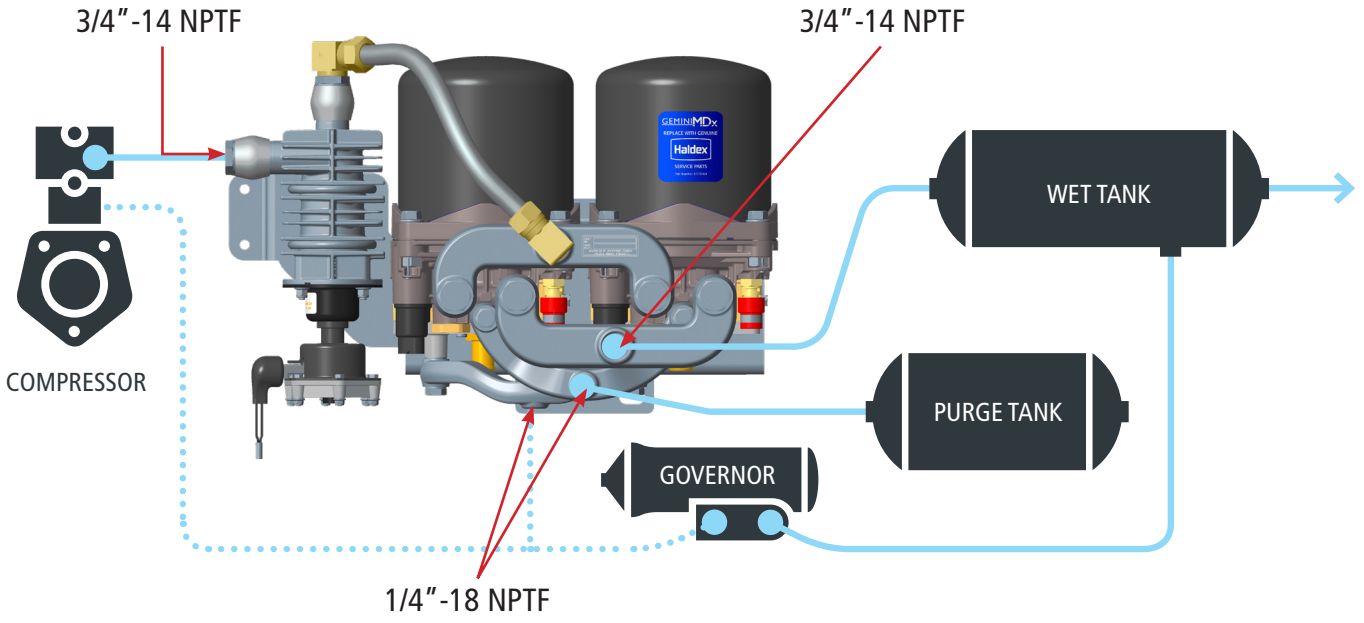 3/4"-14 NPTF
3/4"-14 NPTF
GEMINI MDx
REPLACE WITH GENUINE
Haldex
SERVICE PARTS
WET TANK
COMPRESSOR
PURGE TANK
GOVERNOR
1/4"-18 NPTF